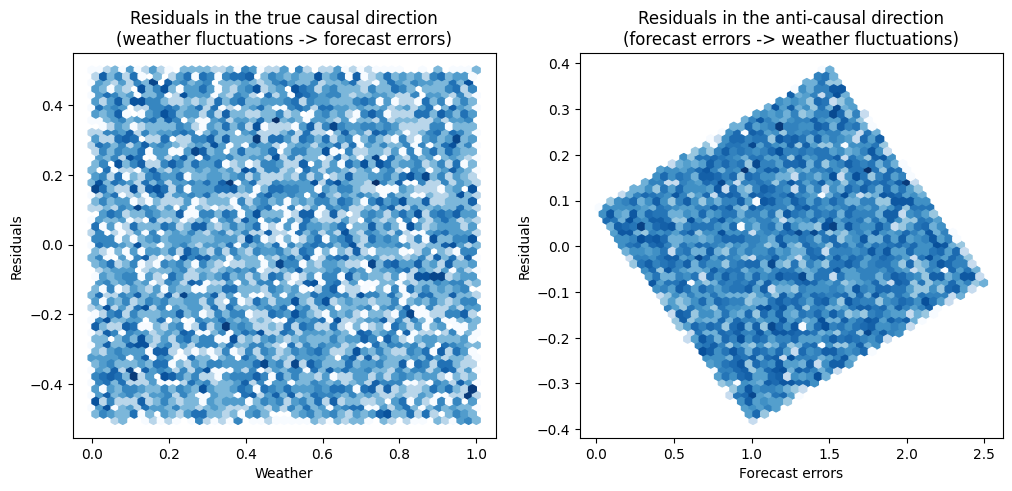 Residuals in the true causal direction
(weather fluctuations -> forecast errors)
Residuals
0.4
0.2
0.0
−0.2
−0.4
0.0 0.2 0.4 0.6 0.8 1.0
Weather
Residuals in the anti-causal direction
(forecast errors -> weather fluctuations)
Residuals
0.4
0.3
0.2
0.1
0.0
−0.1
−0.2
−0.3
−0.4
0.0 0.5 1.0 1.5 2.0 2.5
Forecast errors